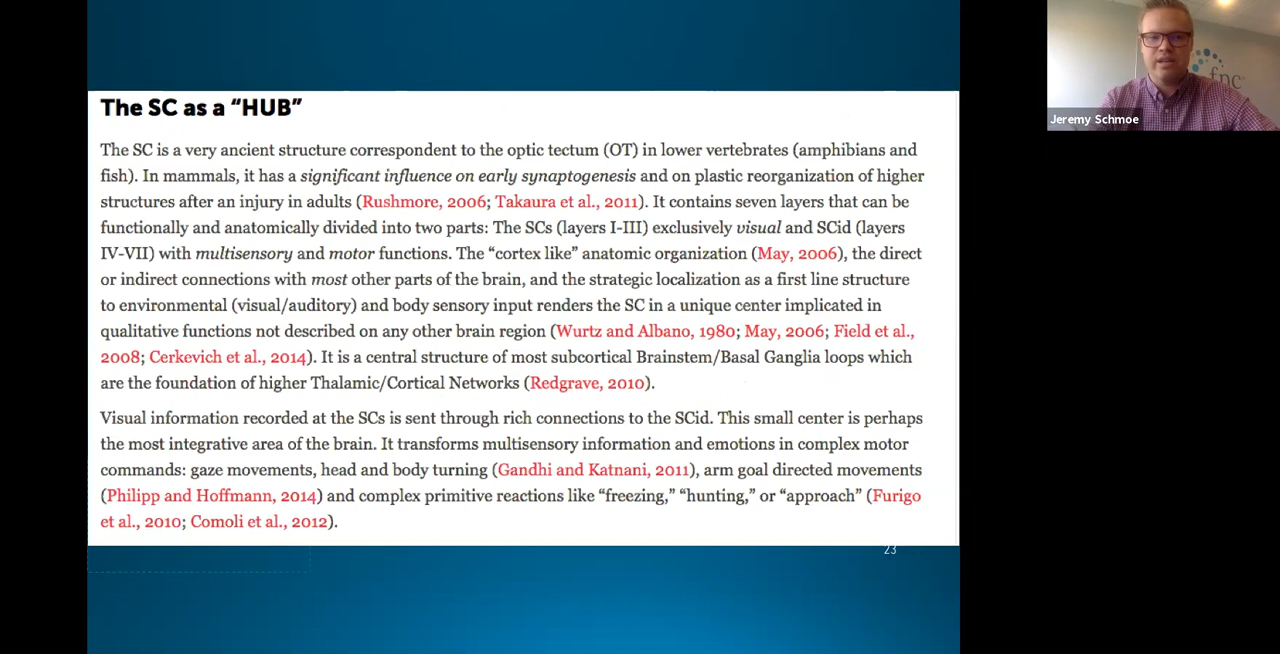 The SC as a “HUB”
The SC is a very ancient structure correspondent to the optic tectum (OT) in lower vertebrates (amphibians and
fish). In mammals, it has a significant influence on early synaptogenesis and on plastic reorganization of higher
structures after an injury in adults (Rushmore, 2006; Takaura et al., 2011). It contains seven layers that can be
functionally and anatomically divided into two parts: The SCs (layers I-III) exclusively visual and SCid (layers
IV-VII) with multisensory and motor functions. The “cortex like” anatomic organization (May, 2006), the direct
or indirect connections with most other parts of the brain, and the strategic localization as a first line structure
to environmental (visual/auditory) and body sensory input renders the SC in a unique center implicated in
qualitative functions not described on any other brain region (Wurtz and Albano, 1980; May, 2006; Field et al.,
2008; Cerkevich et al., 2014). It is a central structure of most subcortical Brainstem/Basal Ganglia loops which
are the foundation of higher Thalamic/Cortical Networks (Redgrave, 2010).
Visual information recorded at the SCs is sent through rich connections to the SCid. This small center is perhaps
the most integrative area of the brain. It transforms multisensory information and emotions in complex motor
commands: gaze movements, head and body turning (Gandhi and Katnani, 2011), arm goal directed movements
(Philipp and Hoffmann, 2014) and complex primitive reactions like “freezing,” “hunting,” or “approach” (Furigo
et al., 2010; Comoli et al., 2012).
23
fnc
Jeremy Schmoe